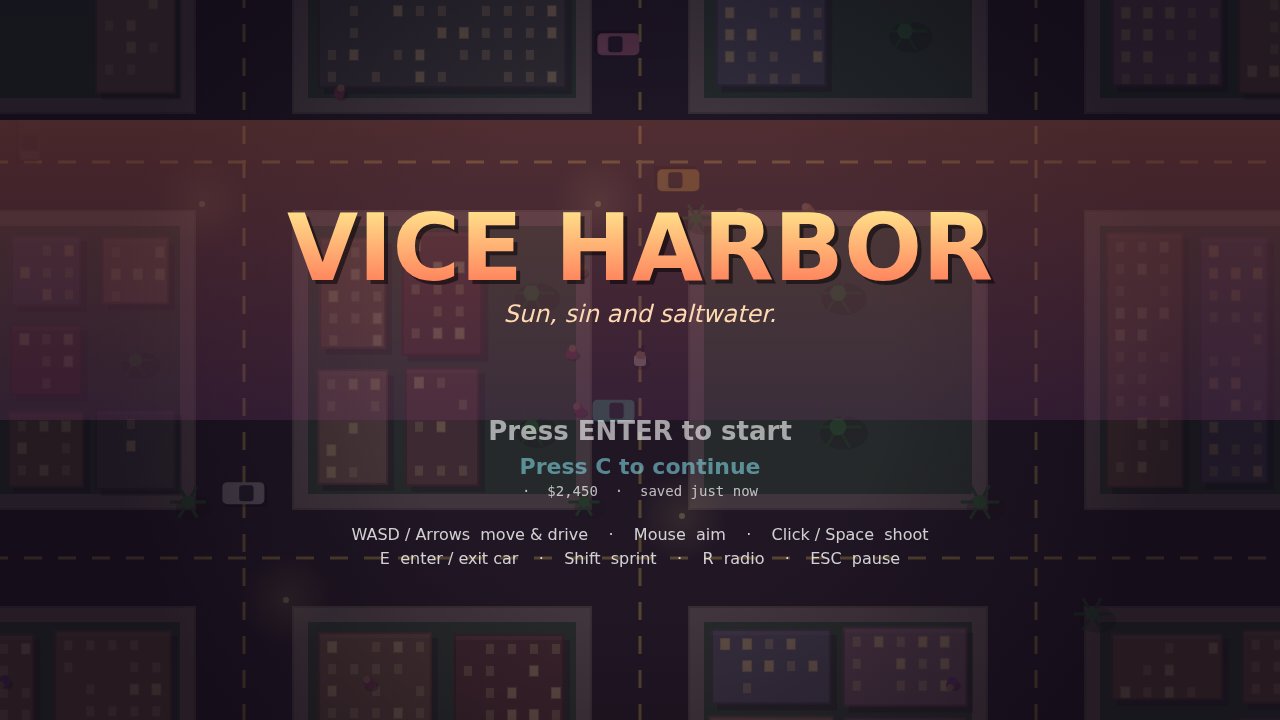 VICE HARBOR
Sun, sin and saltwater.
Press ENTER to start
Press C to continue
· $2,450 · saved just now
WASD / Arrows move & drive · Mouse aim · Click / Space shoot
E enter / exit car · Shift sprint · R radio · ESC pause